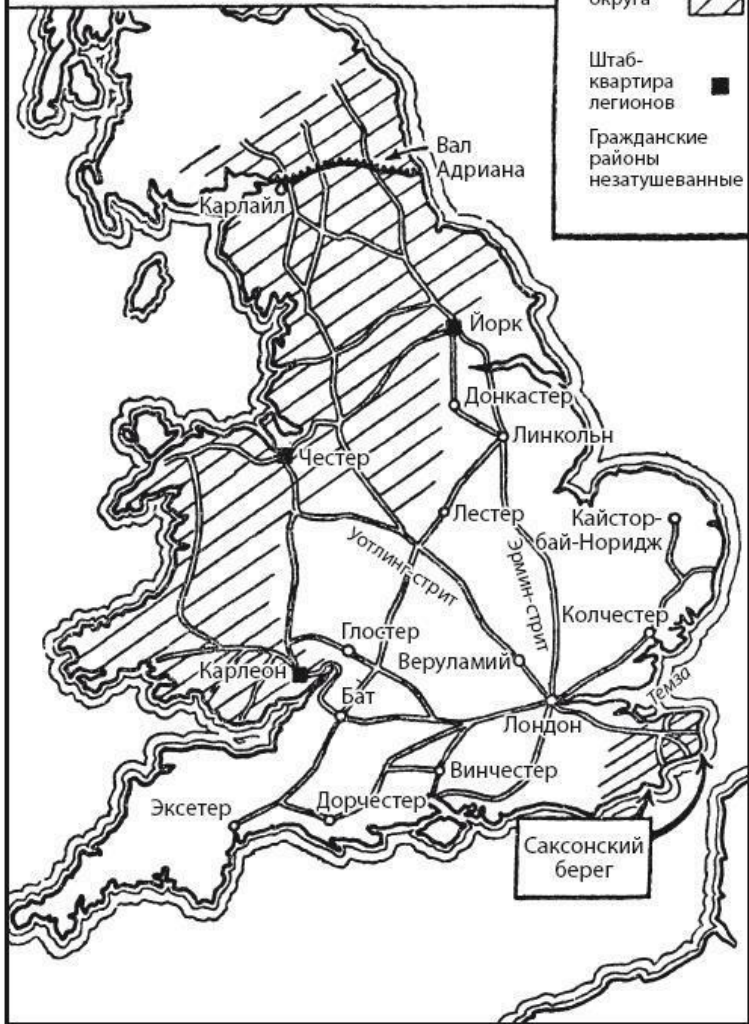 округа
Штаб-
квартира
легионов
Гражданские
районы
незатушеванные
Вал
Адриана
Карлайл
Йорк
Донкастер
Линкольн
Честер
Лестер
Кайстор-
бай-Норидж
Уотлинг-стрит
Эрмин-стрит
Колчестер
Глостер
Веруламий
Карлеон
Темза
Бат
Лондон
Винчестер
Эксетер
Дорчестер
Саксонский
берег